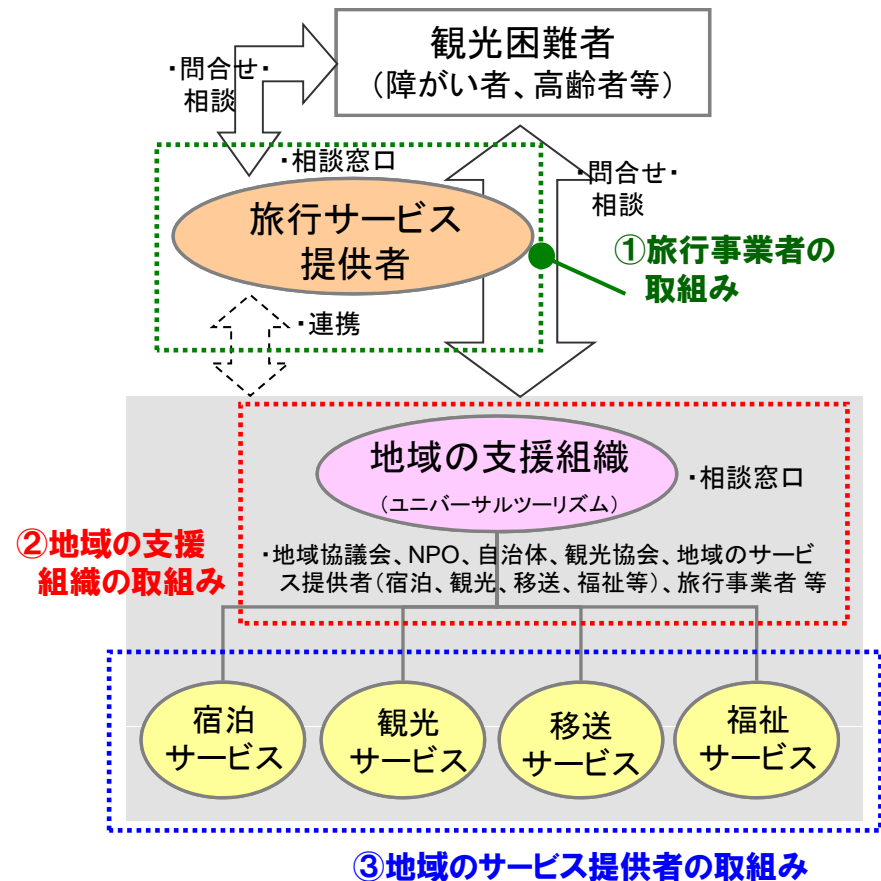 観光困難者
（障がい者、高齢者等）
・問合せ・
相談
・相談窓口
旅行サービス
提供者
・問合せ・
相談
①旅行事業者の
取組み
・連携
地域の支援組織
（ユニバーサルツーリズム）
・相談窓口
②地域の支援
組織の取組み
・地域協議会、NPO、自治体、観光協会、地域のサービ
ス提供者（宿泊、観光、移送、福祉等）、旅行事業者 等
宿泊
サービス
観光
サービス
移送
サービス
福祉
サービス
③地域のサービス提供者の取組み